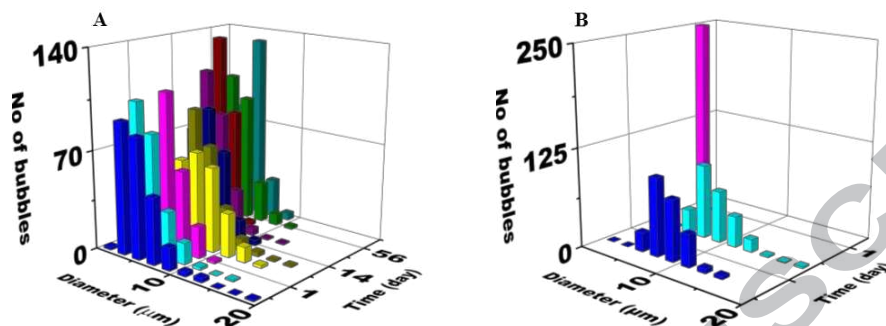 A
140
70
0
No of bubbles
10
20
Diameter (μm)
1
14
56
Time (day)
B
250
125
0
No of bubbles
10
20
Diameter (μm)
1
Time (day)
SC